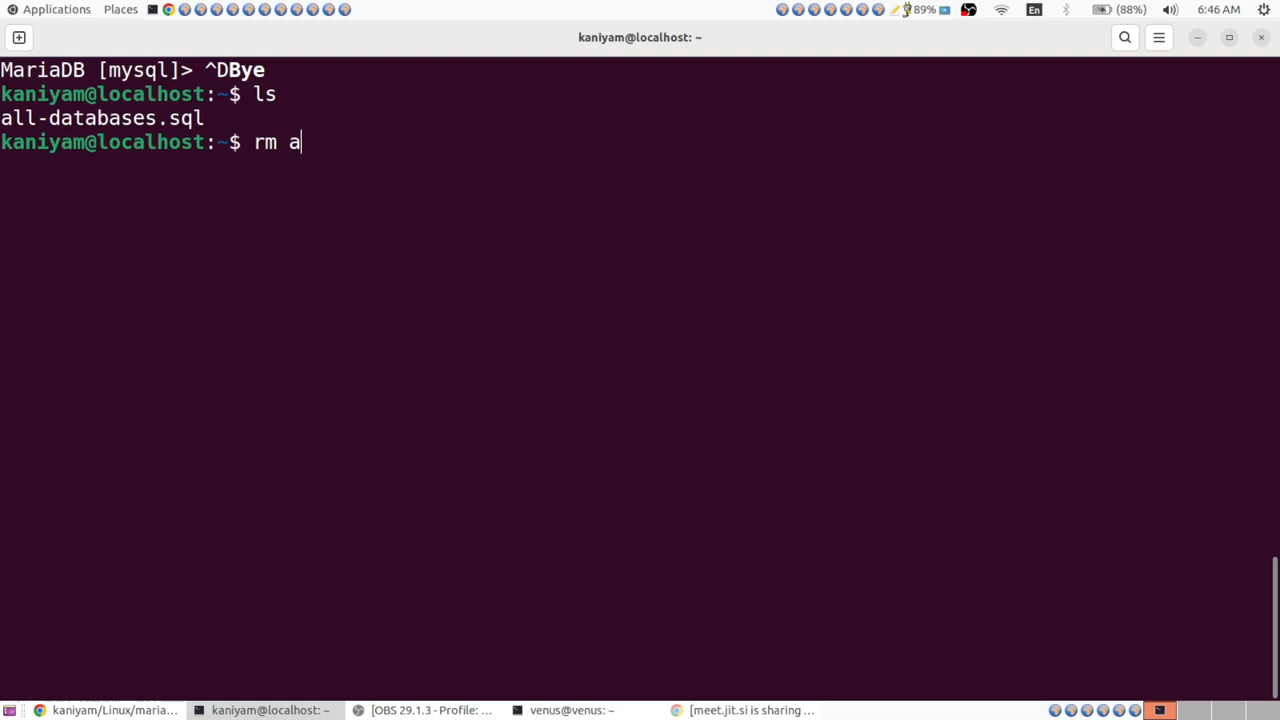 Applications Places 89% En (88%) 6:46 AM
kaniyam@localhost: ~
MariaDB [mysql]> ^DBye
kaniyam@localhost:~$ ls
all-databases.sql
kaniyam@localhost:~$ rm a
kaniyam/Linux/maria... kaniyam@localhost: ~ [OBS 29.1.3 - Profile: ... venus@venus: ~ [meet.jit.si is sharing ...